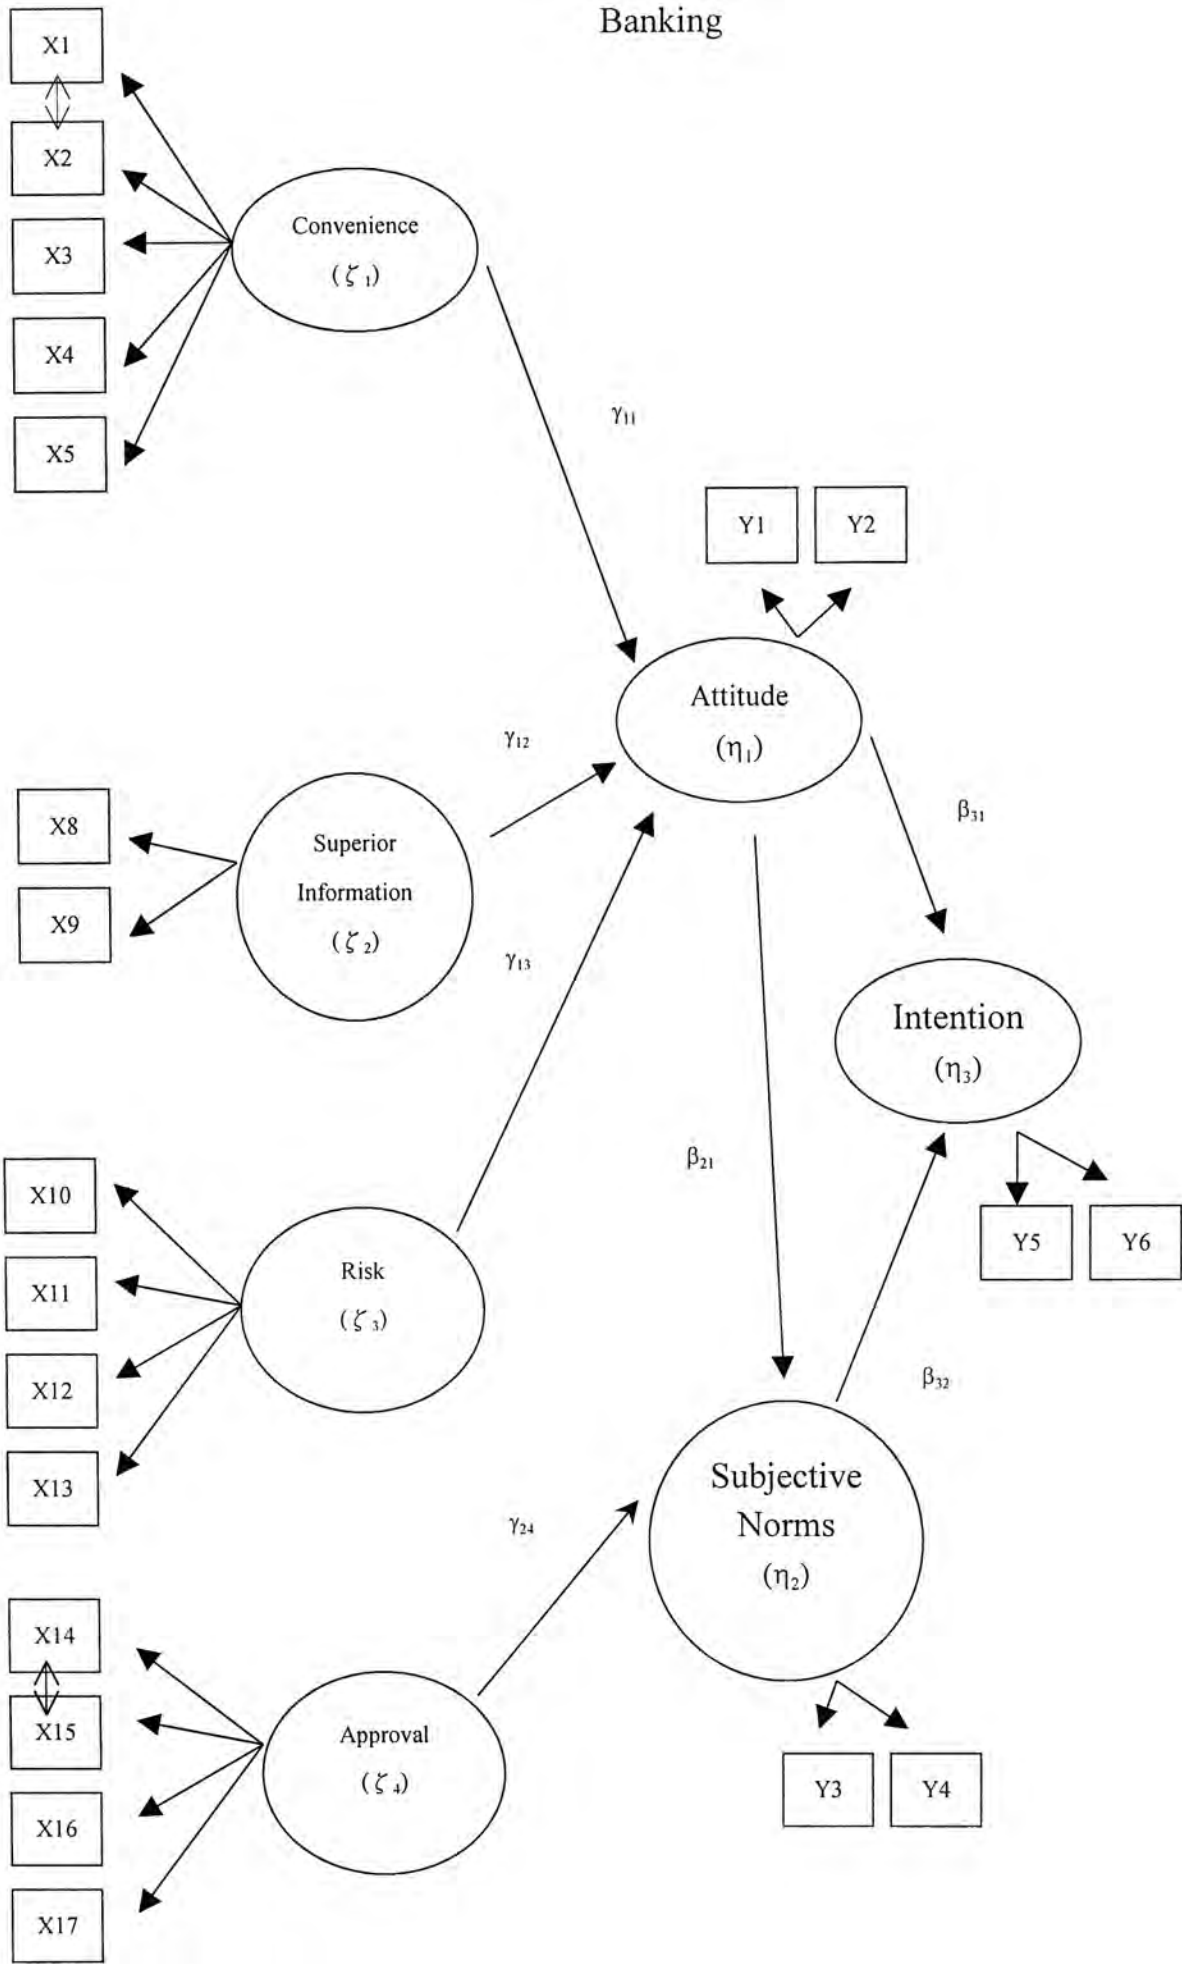 Banking
X1
X2
X3
X4
X5
Convenience
(ζ₁)
γ₁₁
Y1
Y2
Attitude
(η₁)
γ₁₂
β₃₁
X8
X9
Superior
Information
(ζ₂)
γ₁₃
Intention
(η₃)
β₂₁
Y5
Y6
X10
X11
X12
X13
Risk
(ζ₃)
β₃₂
Subjective
Norms
(η₂)
γ₂₄
X14
X15
X16
X17
Approval
(ζ₄)
Y3
Y4